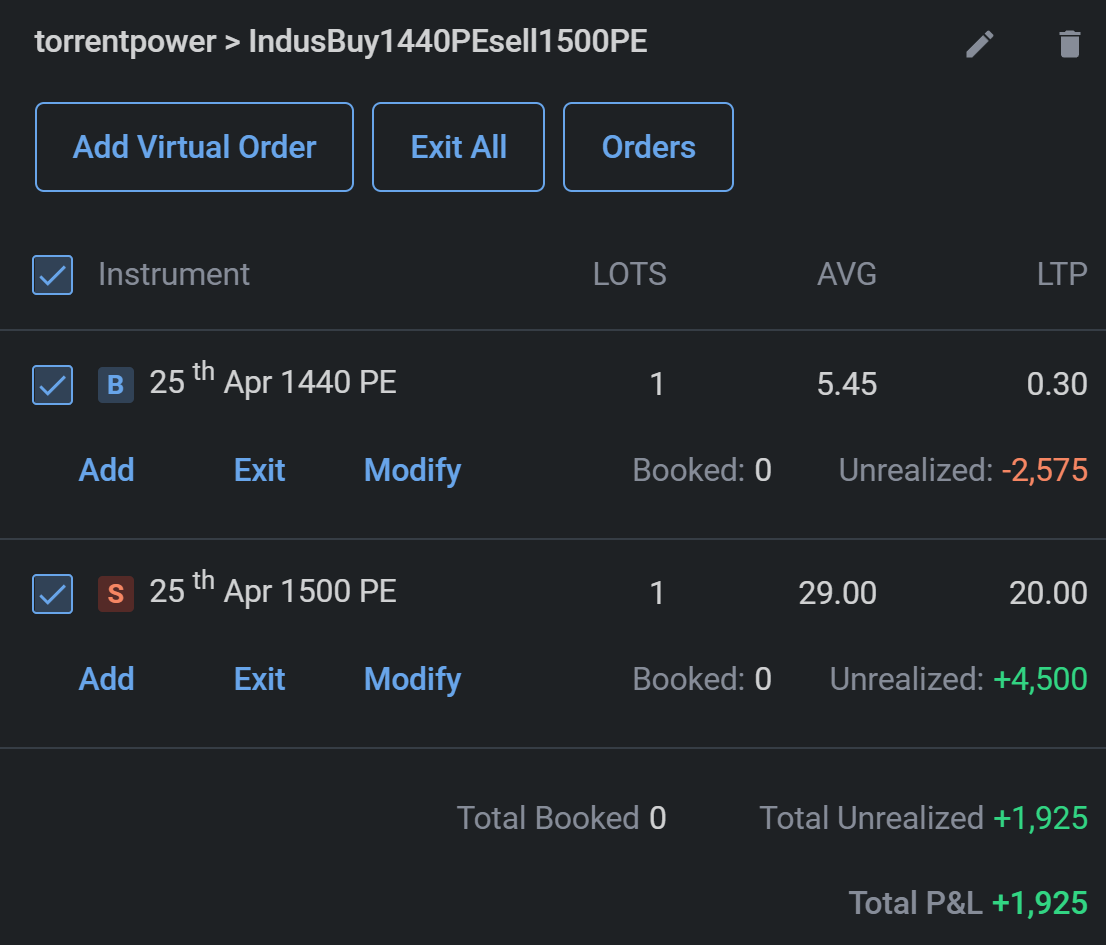 torrentpower > IndusBuy1440PEsell1500PE
Add Virtual Order Exit All Orders
Instrument LOTS AVG LTP
B 25 th Apr 1440 PE 1 5.45 0.30
Add Exit Modify Booked: 0 Unrealized: -2,575
S 25 th Apr 1500 PE 1 29.00 20.00
Add Exit Modify Booked: 0 Unrealized: +4,500
Total Booked 0 Total Unrealized +1,925
Total P&L +1,925